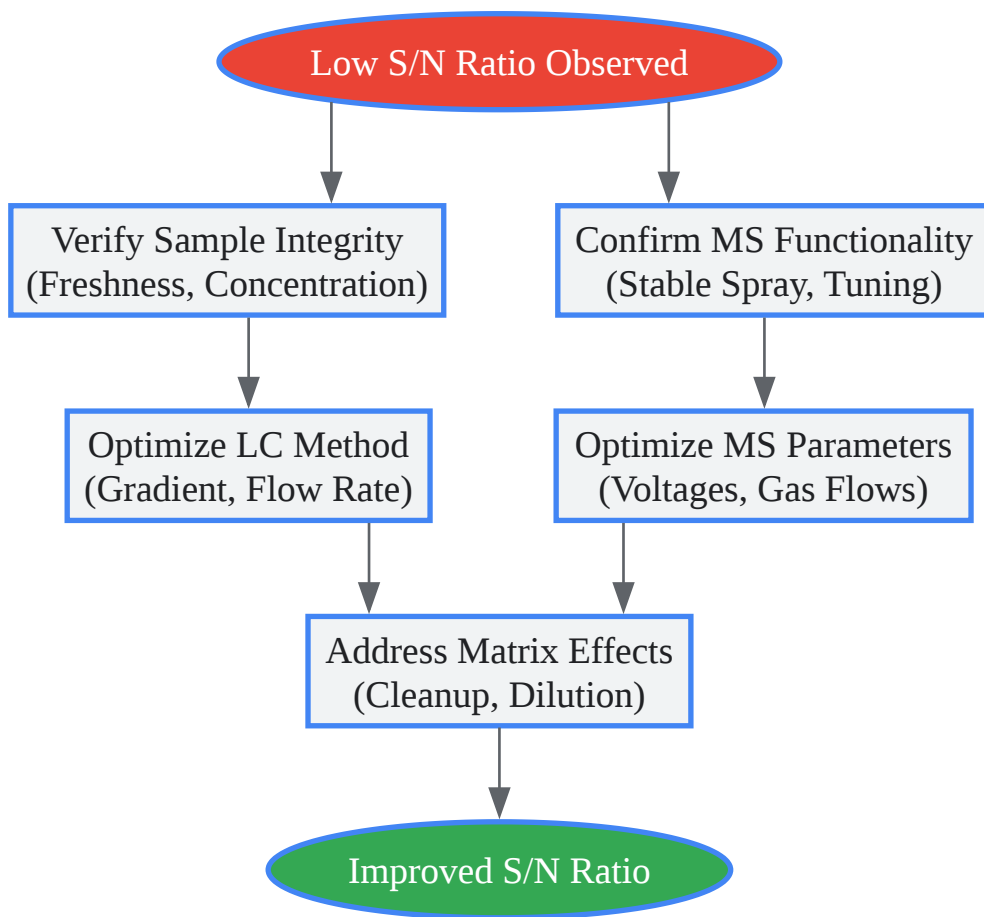 Low S/N Ratio Observed
Verify Sample Integrity
(Freshness, Concentration)
Confirm MS Functionality
(Stable Spray, Tuning)
Optimize LC Method
(Gradient, Flow Rate)
Optimize MS Parameters
(Voltages, Gas Flows)
Address Matrix Effects
(Cleanup, Dilution)
Improved S/N Ratio